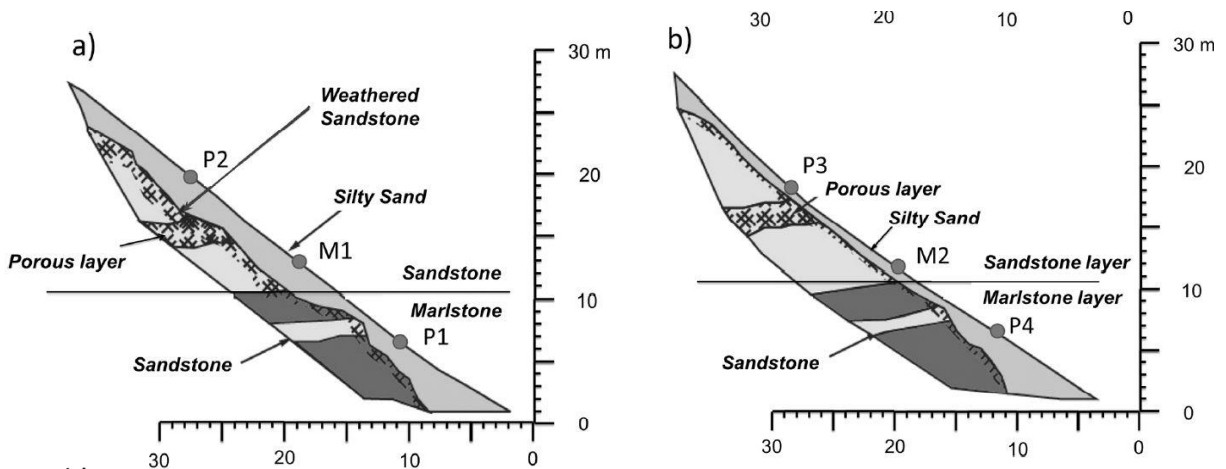 a)
30 m
Weathered
Sandstone
P2
20
Silty Sand
Porous layer
M1
Sandstone
10
Marlstone
P1
Sandstone
0
30
20
10
0
30
20
10
0
b)
30 m
P3
20
Porous layer
Silty Sand
M2
Sandstone layer
10
Marlstone layer
P4
Sandstone
0
30
20
10
0